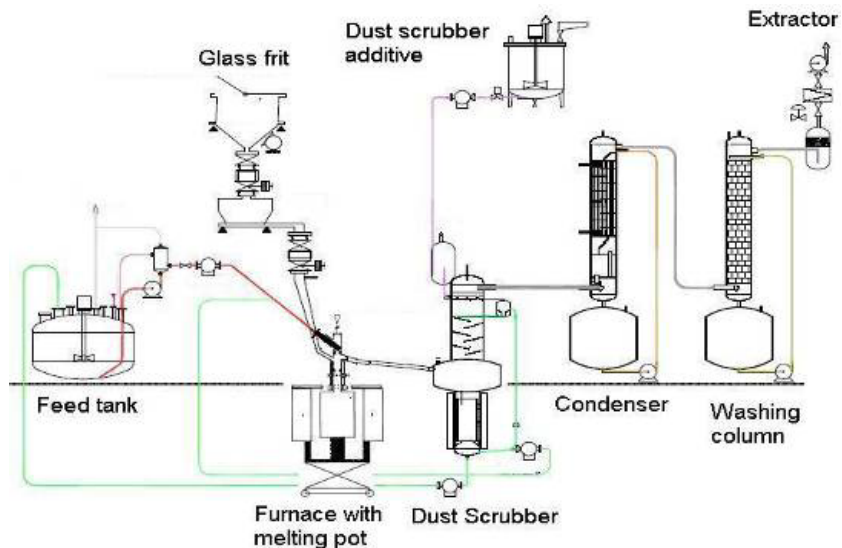 Glass frit
Dust scrubber
additive
Extractor
Feed tank
Furnace with
melting pot
Dust Scrubber
Condenser
Washing
column